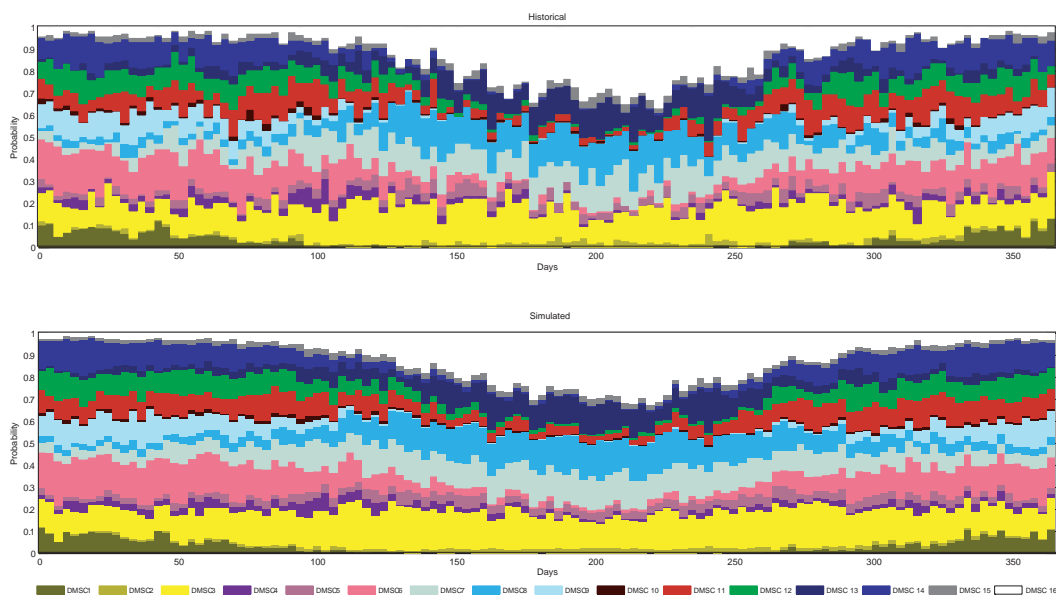 Historical
1
0.9
0.8
0.7
0.6
0.5
0.4
0.3
0.2
0.1
0
Probability
0 50 100 150 200 250 300 350
Days
Simulated
1
0.9
0.8
0.7
0.6
0.5
0.4
0.3
0.2
0.1
0
Probability
0 50 100 150 200 250 300 350
Days
DMSC1 DMSC2 DMSC3 DMSC4 DMSC5 DMSC6 DMSC7 DMSC8 DMSC9 DMSC 10 DMSC 11 DMSC 12 DMSC 13 DMSC 14 DMSC 15 DMSC 16